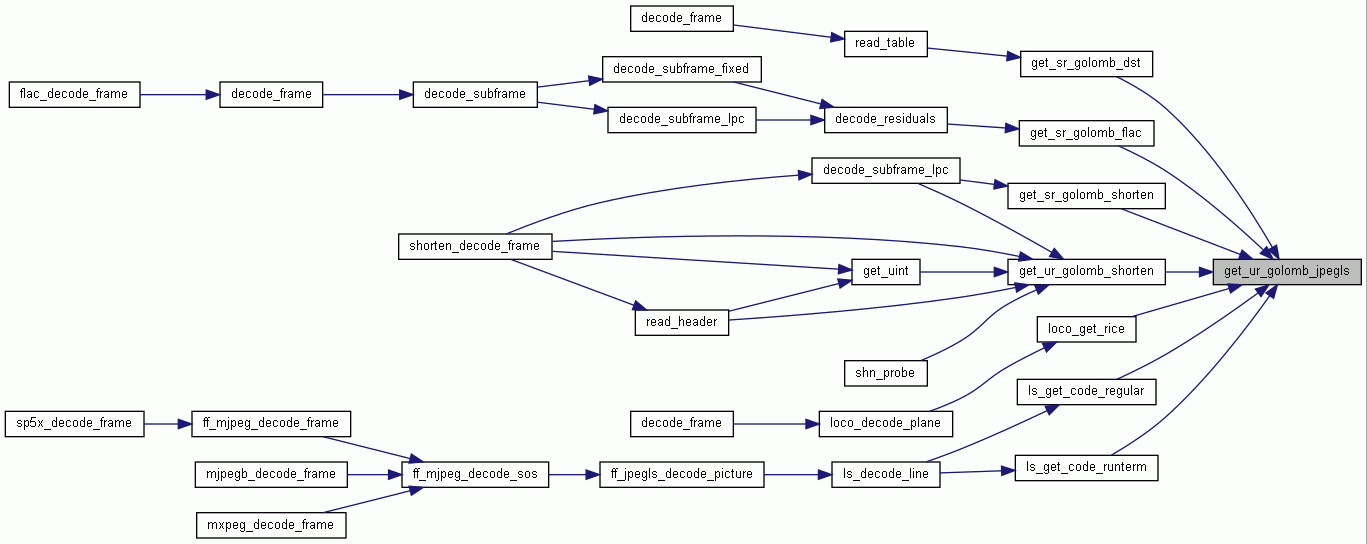 decode_frame
read_table
get_sr_golomb_dst
decode_subframe_fixed
flac_decode_frame
decode_frame
decode_subframe
decode_subframe_lpc
decode_residuals
get_sr_golomb_flac
decode_subframe_lpc
get_sr_golomb_shorten
shorten_decode_frame
get_uint
get_ur_golomb_shorten
get_ur_golomb_jpegls
read_header
loco_get_rice
shn_probe
ls_get_code_regular
sp5x_decode_frame
ff_mjpeg_decode_frame
decode_frame
loco_decode_plane
mjpegb_decode_frame
ff_mjpeg_decode_sos
ff_jpegls_decode_picture
ls_decode_line
ls_get_code_runterm
mxpeg_decode_frame